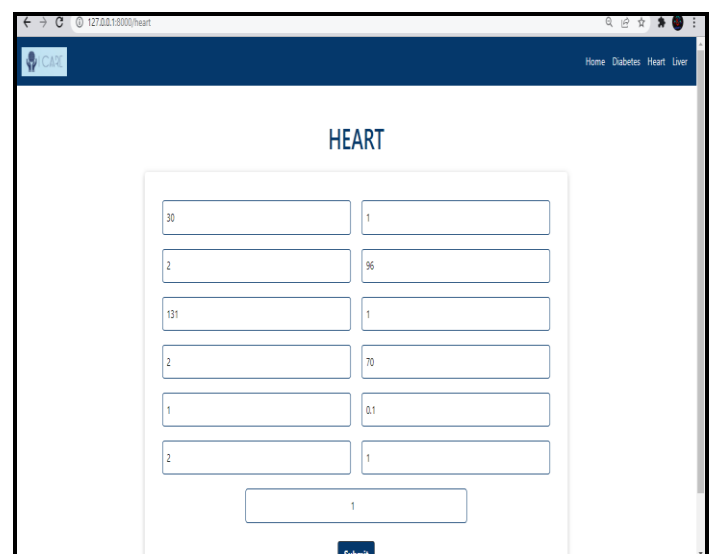 127.0.0.1:8000/heart
CARE
Home Diabetes Heart Liver
HEART
30 1
2 96
131 1
2 70
1 0.1
2 1
1
Submit